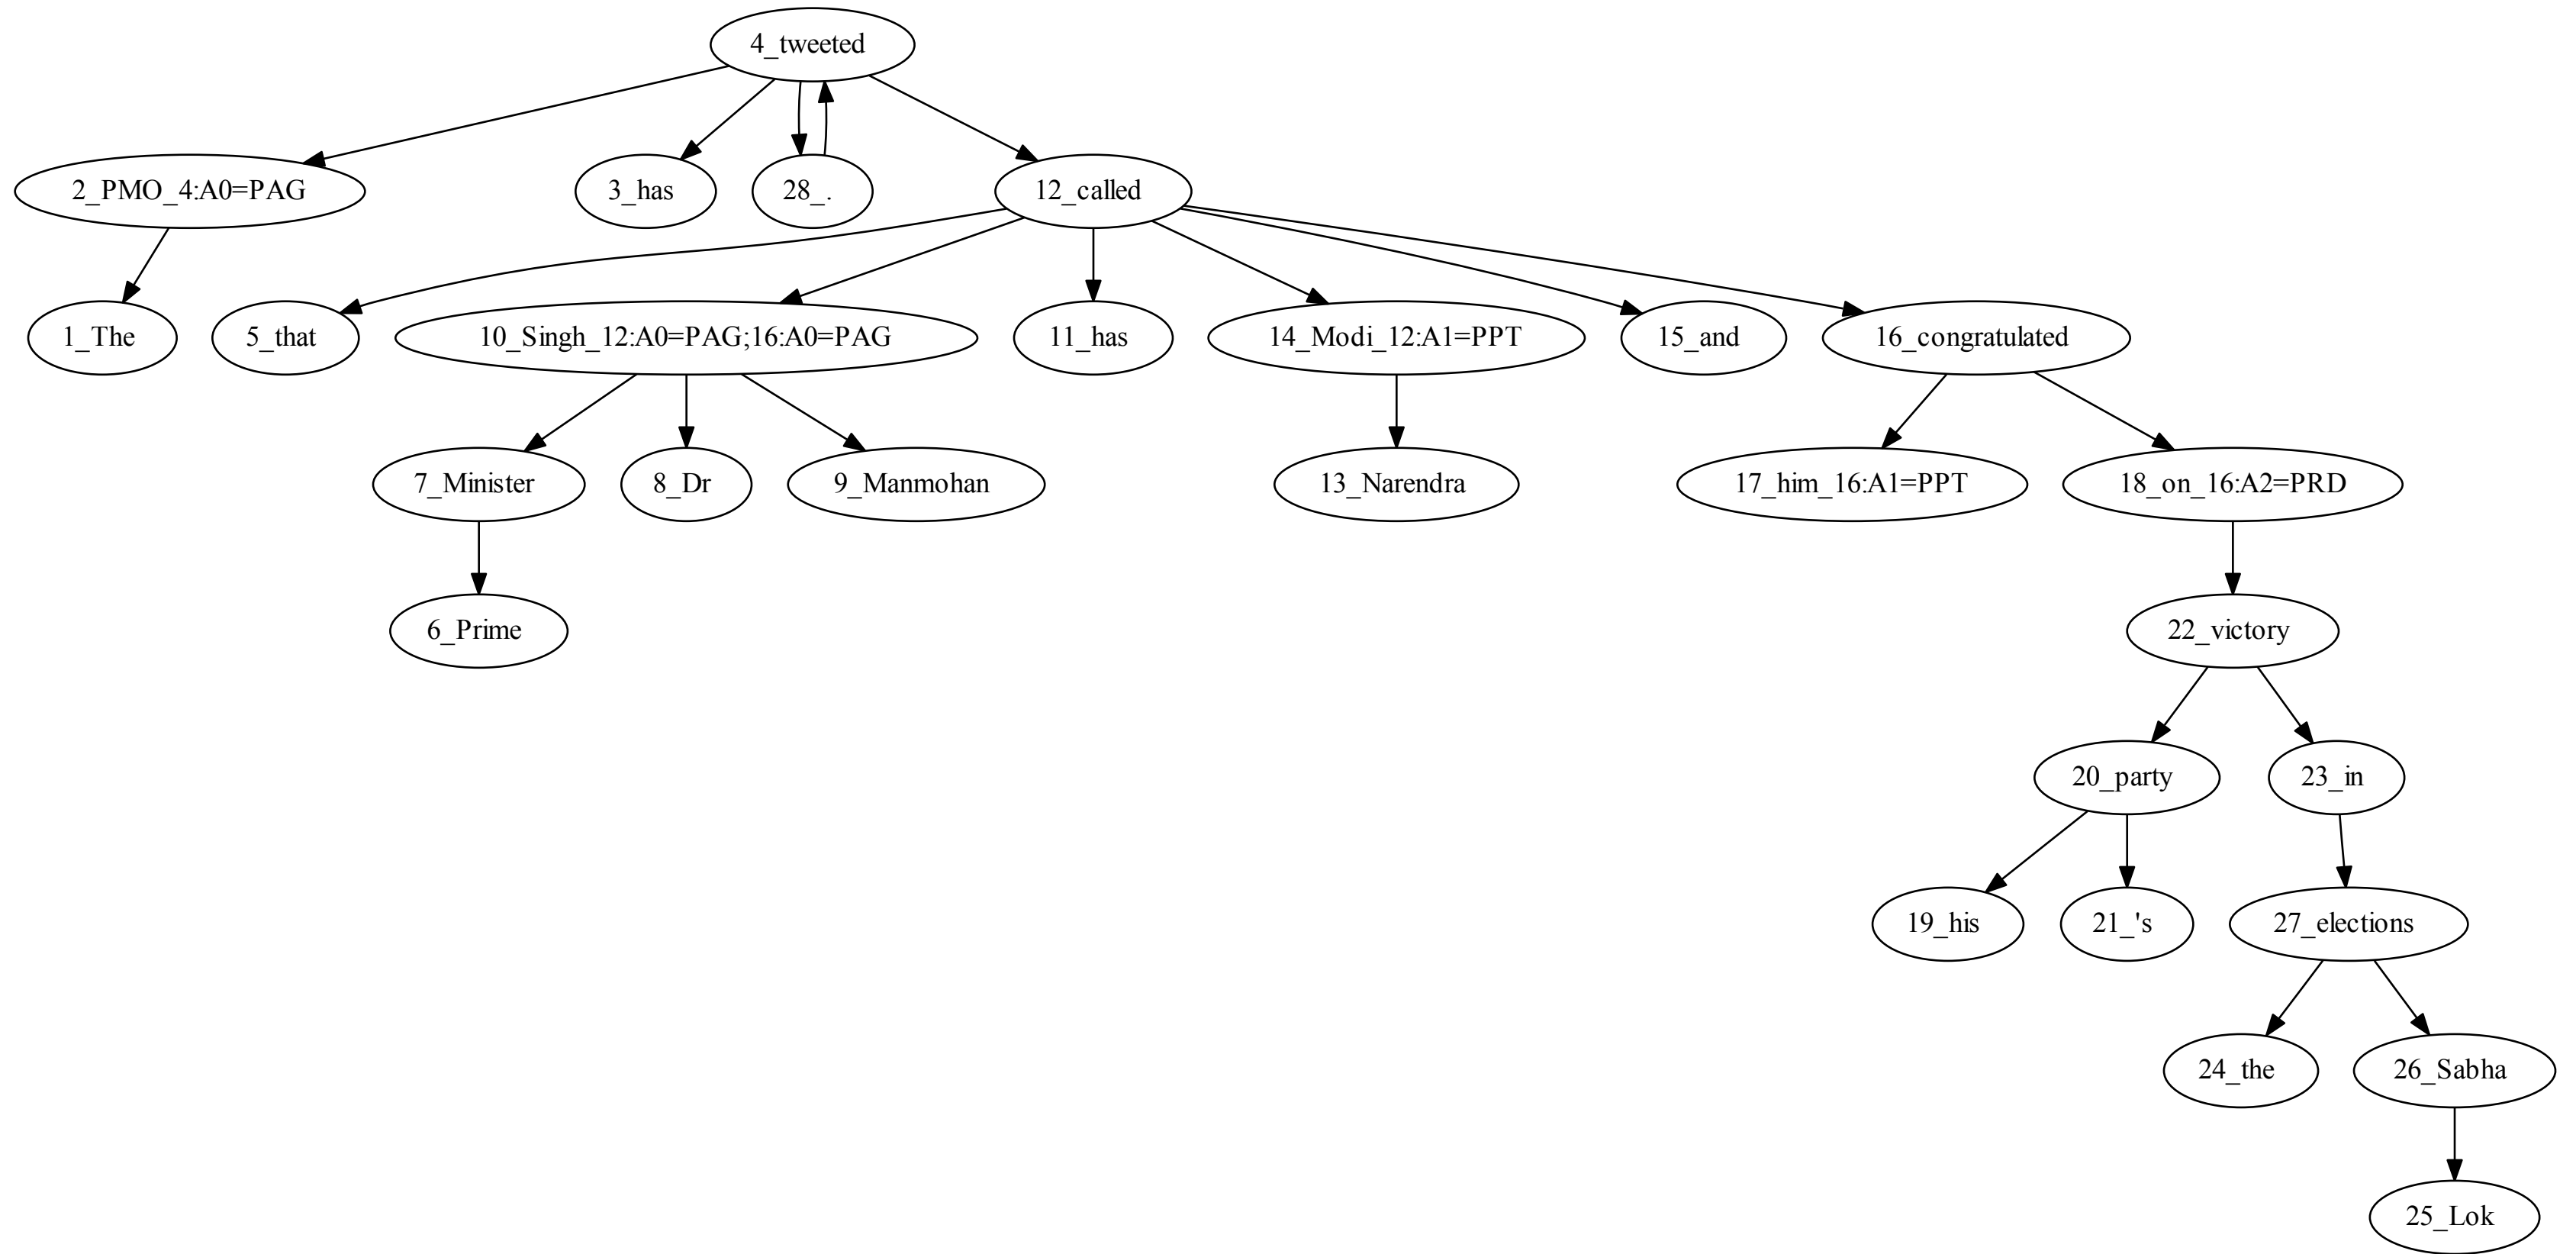 4_tweeted
2_PMO_4:A0=PAG
3_has
28_.
12_called
1_The
5_that
10_Singh_12:A0=PAG;16:A0=PAG
11_has
14_Modi_12:A1=PPT
15_and
16_congratulated
7_Minister
8_Dr
9_Manmohan
13_Narendra
17_him_16:A1=PPT
18_on_16:A2=PRD
6_Prime
22_victory
20_party
23_in
19_his
21_'s
27_elections
24_the
26_Sabha
25_Lok